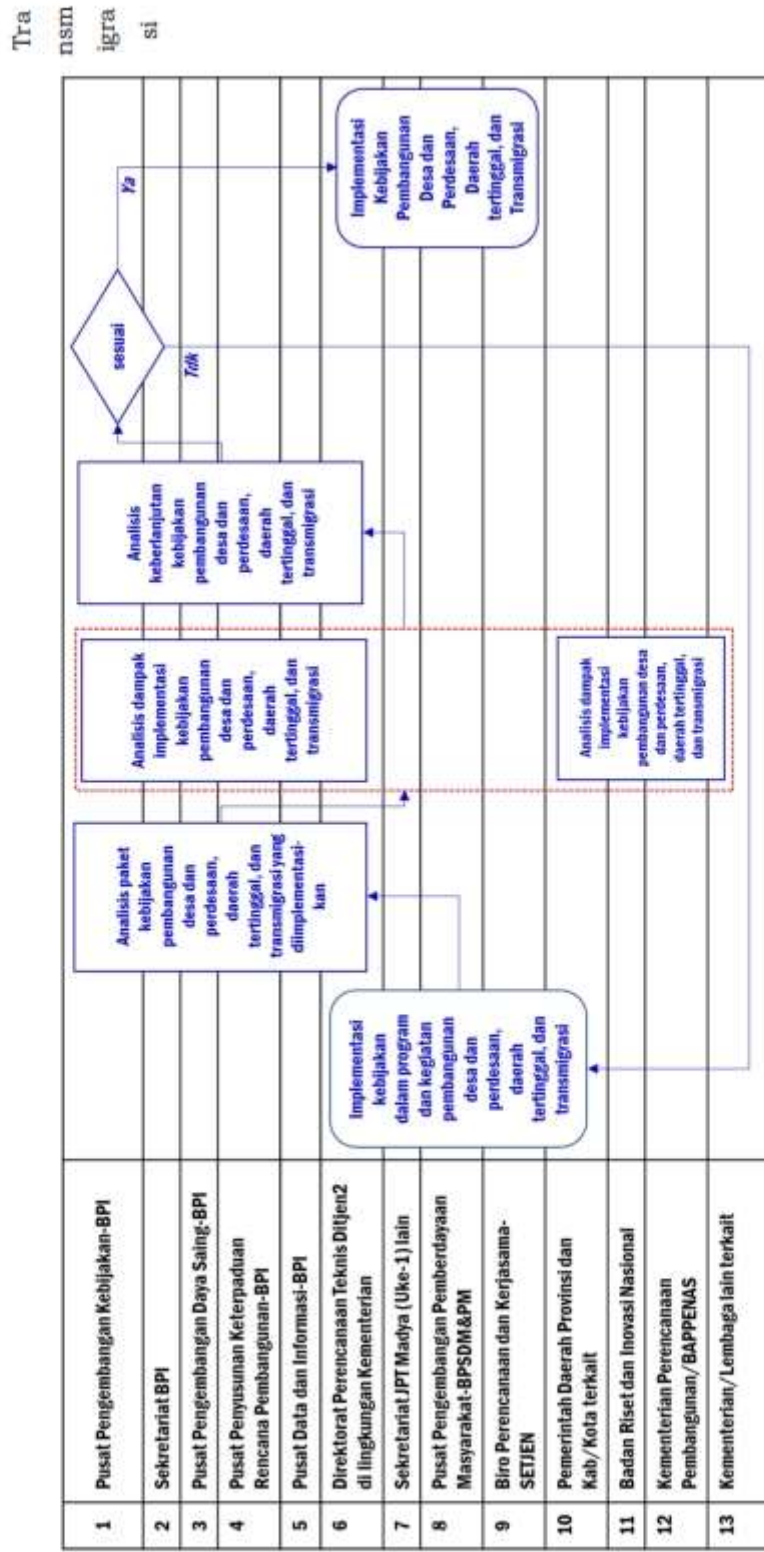 Tra
nsm
igra
si
1
Pusat Pengembangan Kebijakan-BPI
2
Sekretariat BPI
3
Pusat Pengembangan Daya Saing-BPI
4
Pusat Penyusunan Keterpaduan
Rencana Pembangunan-BPI
5
Pusat Data dan Informasi-BPI
6
Direktorat Perencanaan Teknis Ditjen2
di lingkungan Kementerian
7
Sekretariat JPT Madya (Uke-1) lain
8
Pusat Pengembangan Pemberdayaan
Masyarakat-BPSDM&PM
9
Biro Perencanaan dan Kerjasama-
SETJEN
10
Pemerintah Daerah Provinsi dan
Kab/Kota terkait
11
Badan Riset dan Inovasi Nasional
12
Kementerian Perencanaan
Pembangunan/BAPPENAS
13
Kementerian/Lembaga lain terkait
Implementasi
kebijakan
dalam program
dan kegiatan
pembangunan
desa dan
perdesaan,
daerah
tertinggal, dan
transmigrasi
Analisis paket
kebijakan
pembangunan
desa dan
perdesaan,
daerah
tertinggal, dan
transmigrasi yang
diimplementasi-
kan
Analisis dampak
implementasi
kebijakan
pembangunan
desa dan
perdesaan,
daerah
tertinggal, dan
transmigrasi
Analisis dampak
implementasi
kebijakan
pembangunan desa
dan perdesaan,
daerah tertinggal,
dan transmigrasi
Analisis
keberlanjutan
kebijakan
pembangunan
desa dan
perdesaan,
daerah
tertinggal, dan
transmigrasi
sesuai
Tdk
Ya
Implementasi
Kebijakan
Pembangunan
Desa dan
Perdesaan,
Daerah
tertinggal, dan
Transmigrasi